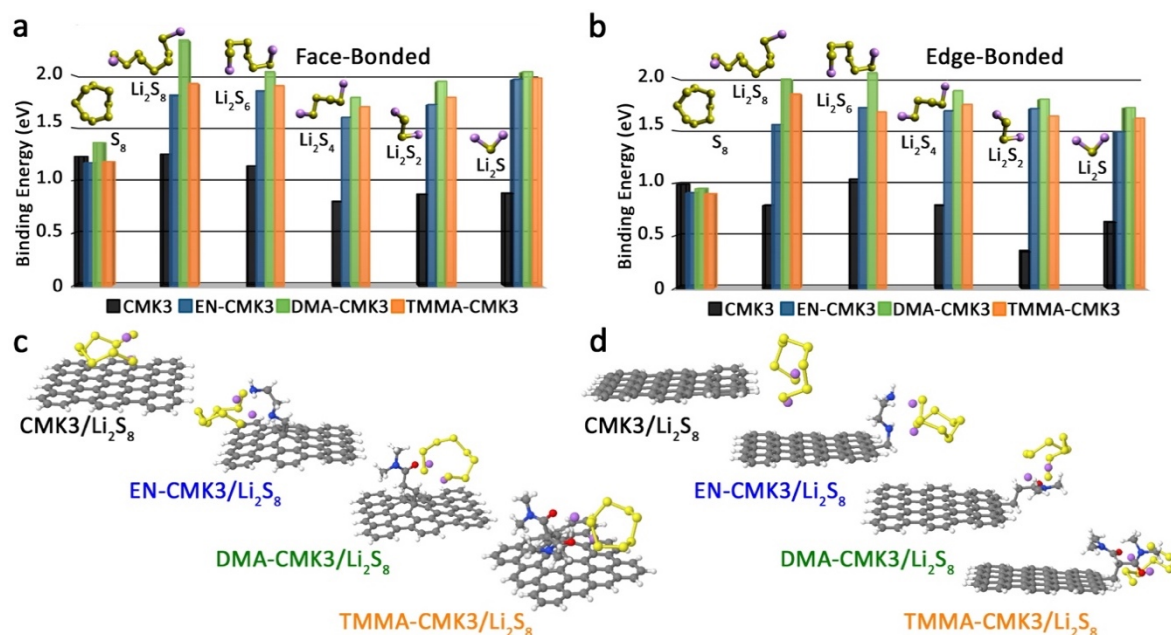 a
Face-Bonded
Binding Energy (eV)
2.0
1.5
1.0
0.5
0
S₈
Li₂S₈
Li₂S₆
Li₂S₄
Li₂S₂
Li₂S
CMK3 EN-CMK3 DMA-CMK3 TMMA-CMK3
b
Edge-Bonded
Binding Energy (eV)
2.0
1.5
1.0
0.5
0
S₈
Li₂S₈
Li₂S₆
Li₂S₄
Li₂S₂
Li₂S
CMK3 EN-CMK3 DMA-CMK3 TMMA-CMK3
c
CMK3/Li₂S₈
EN-CMK3/Li₂S₈
DMA-CMK3/Li₂S₈
TMMA-CMK3/Li₂S₈
d
CMK3/Li₂S₈
EN-CMK3/Li₂S₈
DMA-CMK3/Li₂S₈
TMMA-CMK3/Li₂S₈